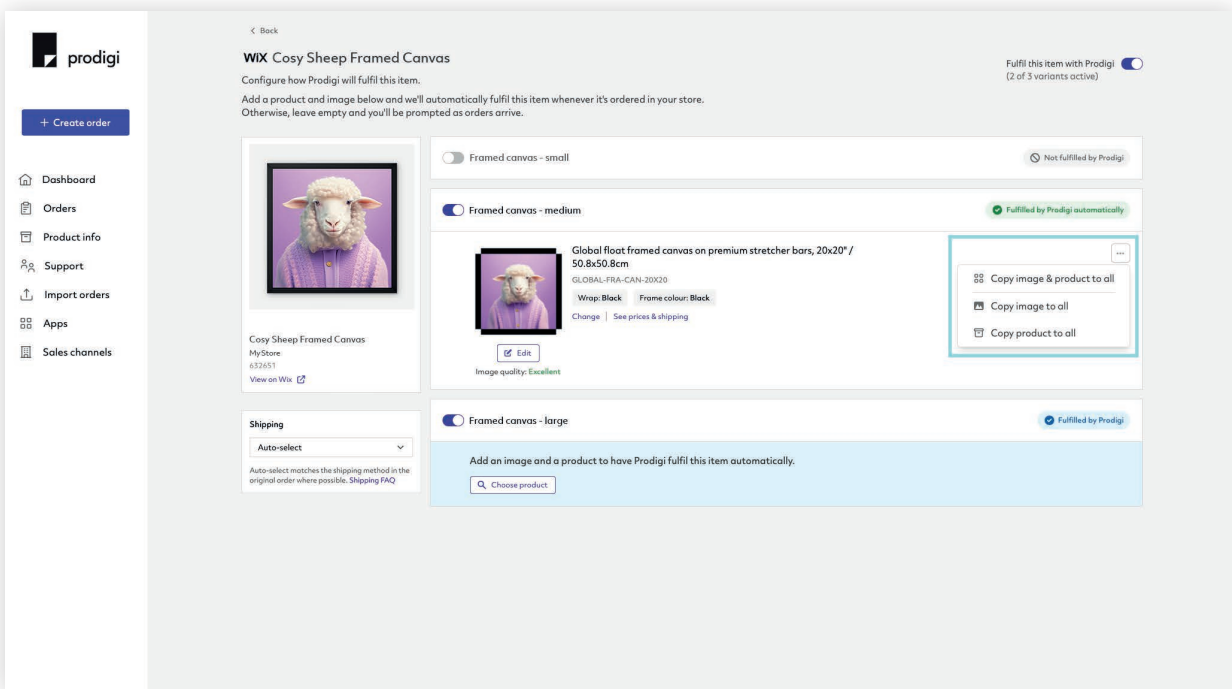 prodigi
+ Create order
Dashboard
Orders
Product info
Support
Import orders
Apps
Sales channels
Back
WiX Cosy Sheep Framed Canvas
Configure how Prodigi will fulfil this item.
Add a product and image below and we'll automatically fulfil this item whenever it's ordered in your store.
Otherwise, leave empty and you'll be prompted as orders arrive.
Fulfil this item with Prodigi
(2 of 3 variants active)
Cosy Sheep Framed Canvas
MyStore
632651
View on Wix
Shipping
Auto-select
Auto-select matches the shipping method in the
original order where possible. Shipping FAQ
Framed canvas - small
Not fulfilled by Prodigi
Framed canvas - medium
Fulfilled by Prodigi automatically
Global float framed canvas on premium stretcher bars, 20x20" /
50.8x50.8cm
GLOBAL-FRA-CAN-20X20
Wrap: Black Frame colour: Black
Change | See prices & shipping
Edit
Image quality: Excellent
...
Copy image & product to all
Copy image to all
Copy product to all
Framed canvas - large
Fulfilled by Prodigi
Add an image and a product to have Prodigi fulfil this item automatically.
Choose product